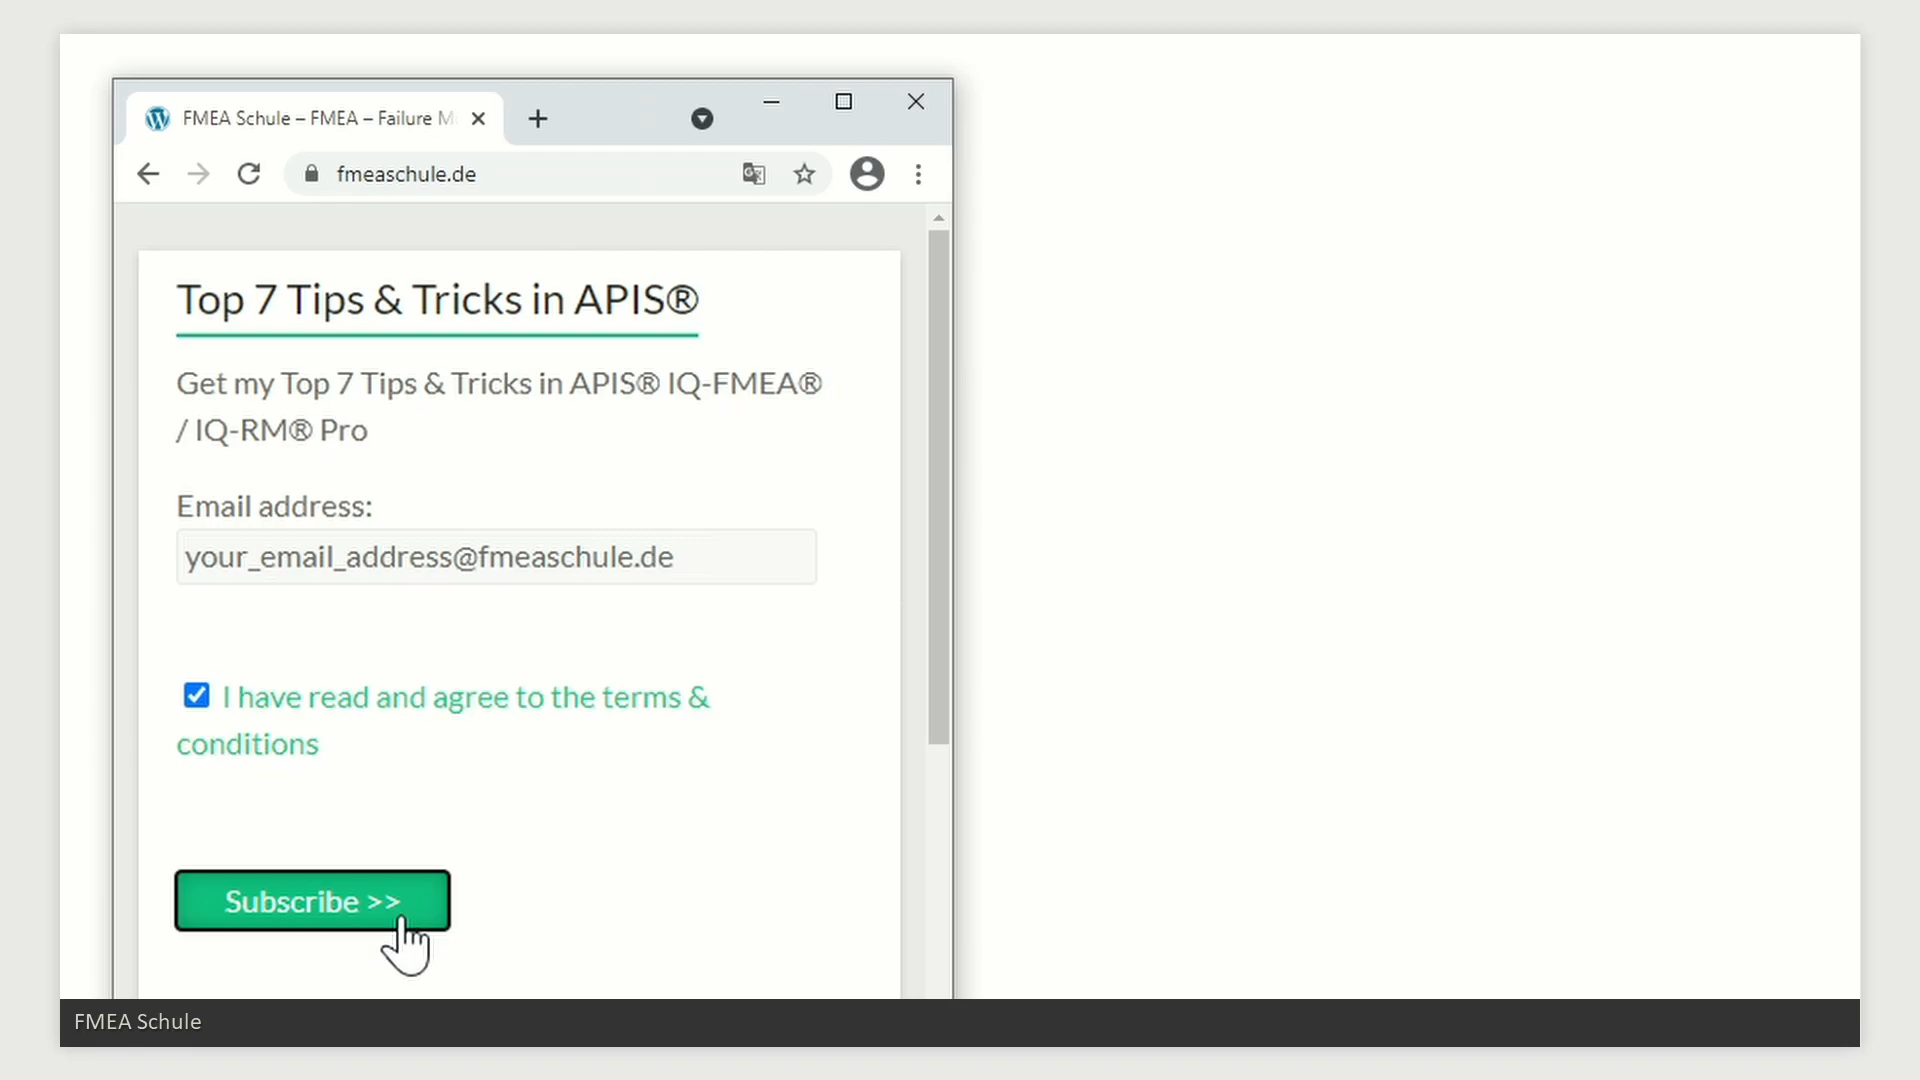 FMEA Schule – FMEA – Failure M
fmeaschule.de
Top 7 Tips & Tricks in APIS®
Get my Top 7 Tips & Tricks in APIS® IQ-FMEA®
/ IQ-RM® Pro
Email address:
your_email_address@fmeaschule.de
I have read and agree to the terms &
conditions
Subscribe >>
FMEA Schule